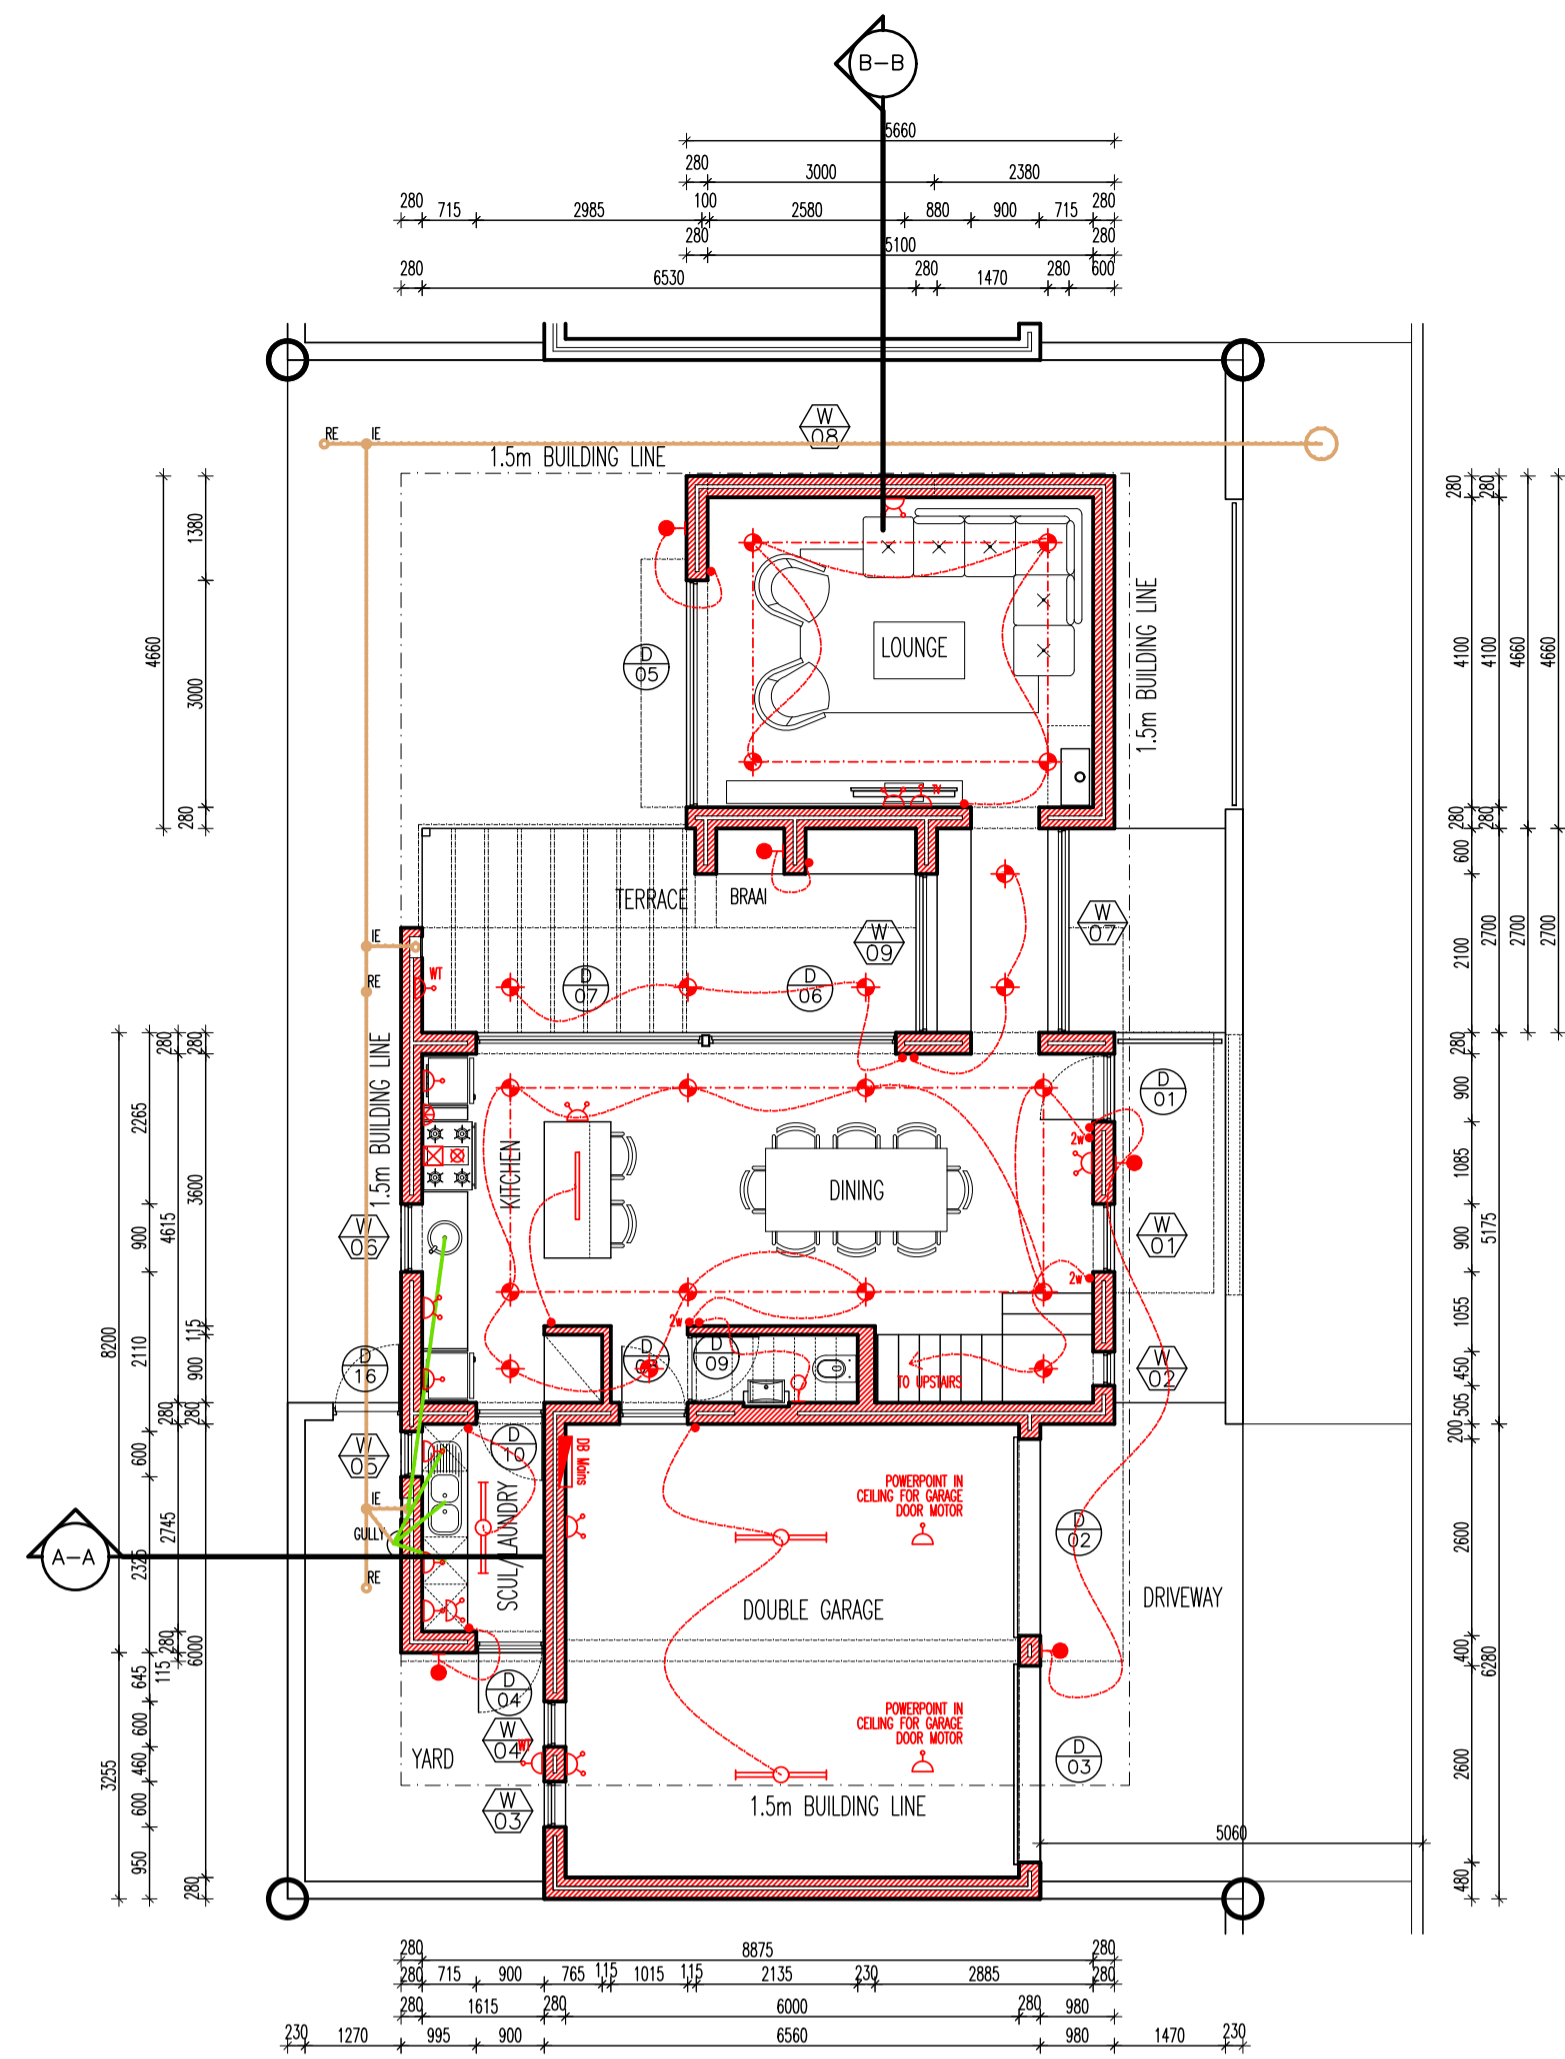 B-B
5660
280
3000
2380
280
715
2985
100
2580
880
900
715
280
280
5100
280
280
6530
280
1470
280
600
W
08
RE
IE
1.5m BUILDING LINE
4660
1380
3000
280
D
05
LOUNGE
TV
1.5m BUILDING LINE
280
280
4100
4100
4660
4660
280
280
600
2100
2700
2700
2700
TERRACE
BRAAI
W
09
W
07
IE
RE
WT
D
07
D
06
1.5m BUILDING LINE
280
280
2265
3600
4615
900
8200
2110
115
900
280
280
KITCHEN
DINING
D
01
2w
W
01
2w
W
06
280
900
1085
900
5175
1055
450
505
200
2w
D
08
D
09
TO UPSTAIRS
W
02
D
16
W
05
D
10
DB Mains
600
2745
2325
IE
GULLY
RE
A-A
SCUL/LAUNDRY
POWERPOINT IN
CEILING FOR GARAGE
DOOR MOTOR
D
02
DOUBLE GARAGE
DRIVEWAY
2600
400
6280
2600
480
280
6000
115
645
600
460
600
3255
950
280
D
04
W
04
WT
YARD
W
03
POWERPOINT IN
CEILING FOR GARAGE
DOOR MOTOR
D
03
1.5m BUILDING LINE
5060
280
8875
280
280
715
900
765
115
1015
115
2135
230
2885
280
280
1615
280
6000
280
980
230
1270
995
900
6560
980
1470
230